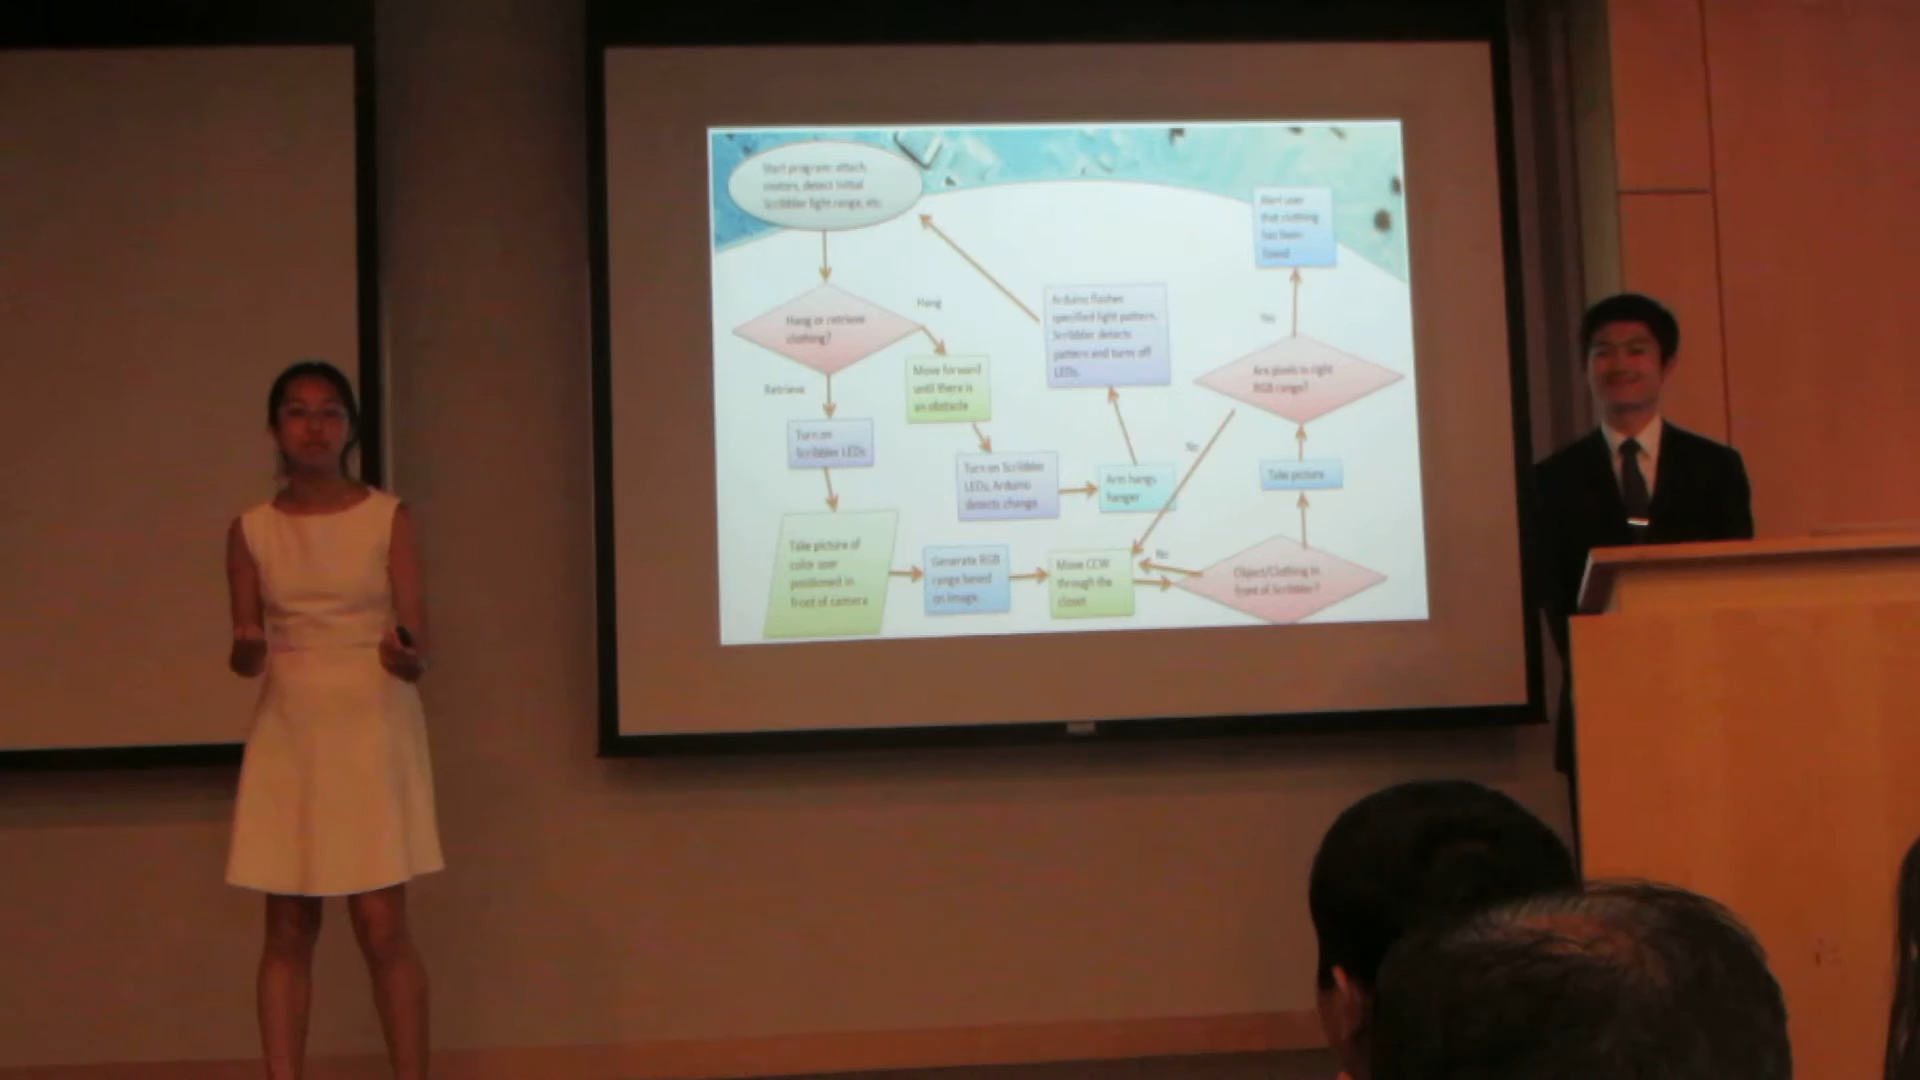 Start program: attach
motors, detect initial
Scribbler light range, etc.
Hang or retrieve
clothing?
Hang
Retrieve
Move forward
until there is
an obstacle
Turn on
Scribbler LEDs
Turn on Scribbler
LEDs, Arduino
detects change
Arm hangs
hanger
Arduino flashes
specified light pattern.
Scribbler detects
pattern and turns off
LEDs.
Take picture of
color user
positioned in
front of camera
Generate RGB
range based
on image.
Move CCW
through the
closet
Object/Clothing in
front of Scribbler?
No
Take picture
Are pixels in right
RGB range?
No
Yes
Alert user
that clothing
has been
found